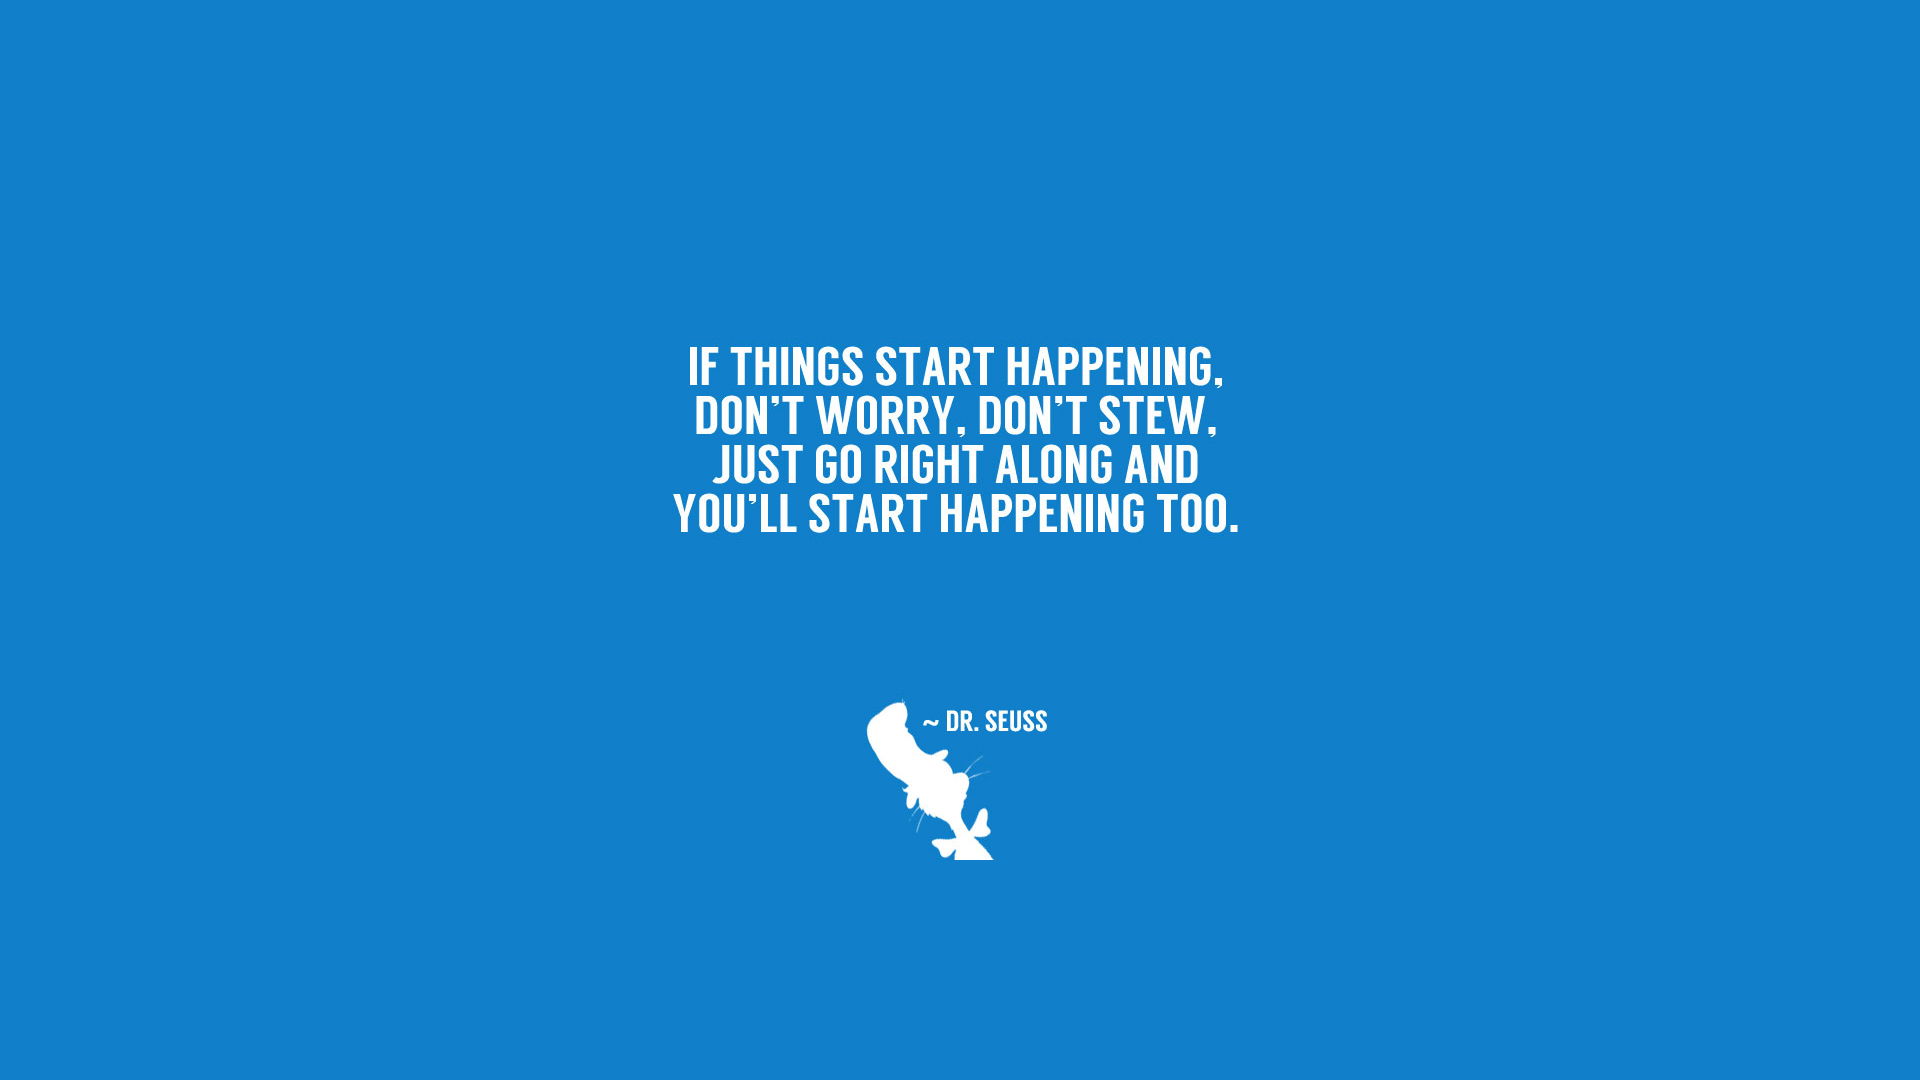 IF THINGS START HAPPENING,
DON’T WORRY, DON’T STEW,
JUST GO RIGHT ALONG AND
YOU’LL START HAPPENING TOO.
~ DR. SEUSS